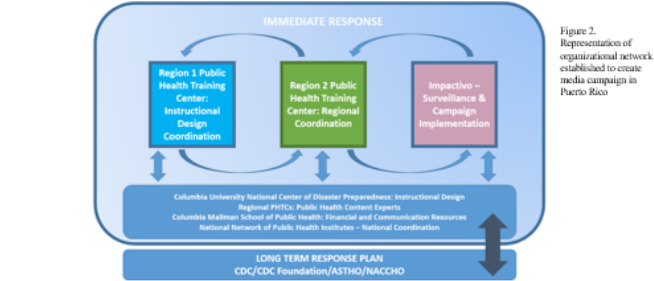 IMMEDIATE RESPONSE
Region 1 Public
Health Training
Center:
Instructional
Design
Coordination
Region 2 Public
Health Training
Center: Regional
Coordination
Impactivo –
Surveillance &
Campaign
Implementation
Columbia University National Center of Disaster Preparedness: Instructional Design
Regional PHTCs: Public Health Content Experts
Columbia Mailman School of Public Health: Financial and Communication Resources
National Network of Public Health Institutes – National Coordination
LONG TERM RESPONSE PLAN
CDC/CDC Foundation/ASTHO/NACCHO
Figure 2.
Representation of
organizational network
established to create
media campaign in
Puerto Rico